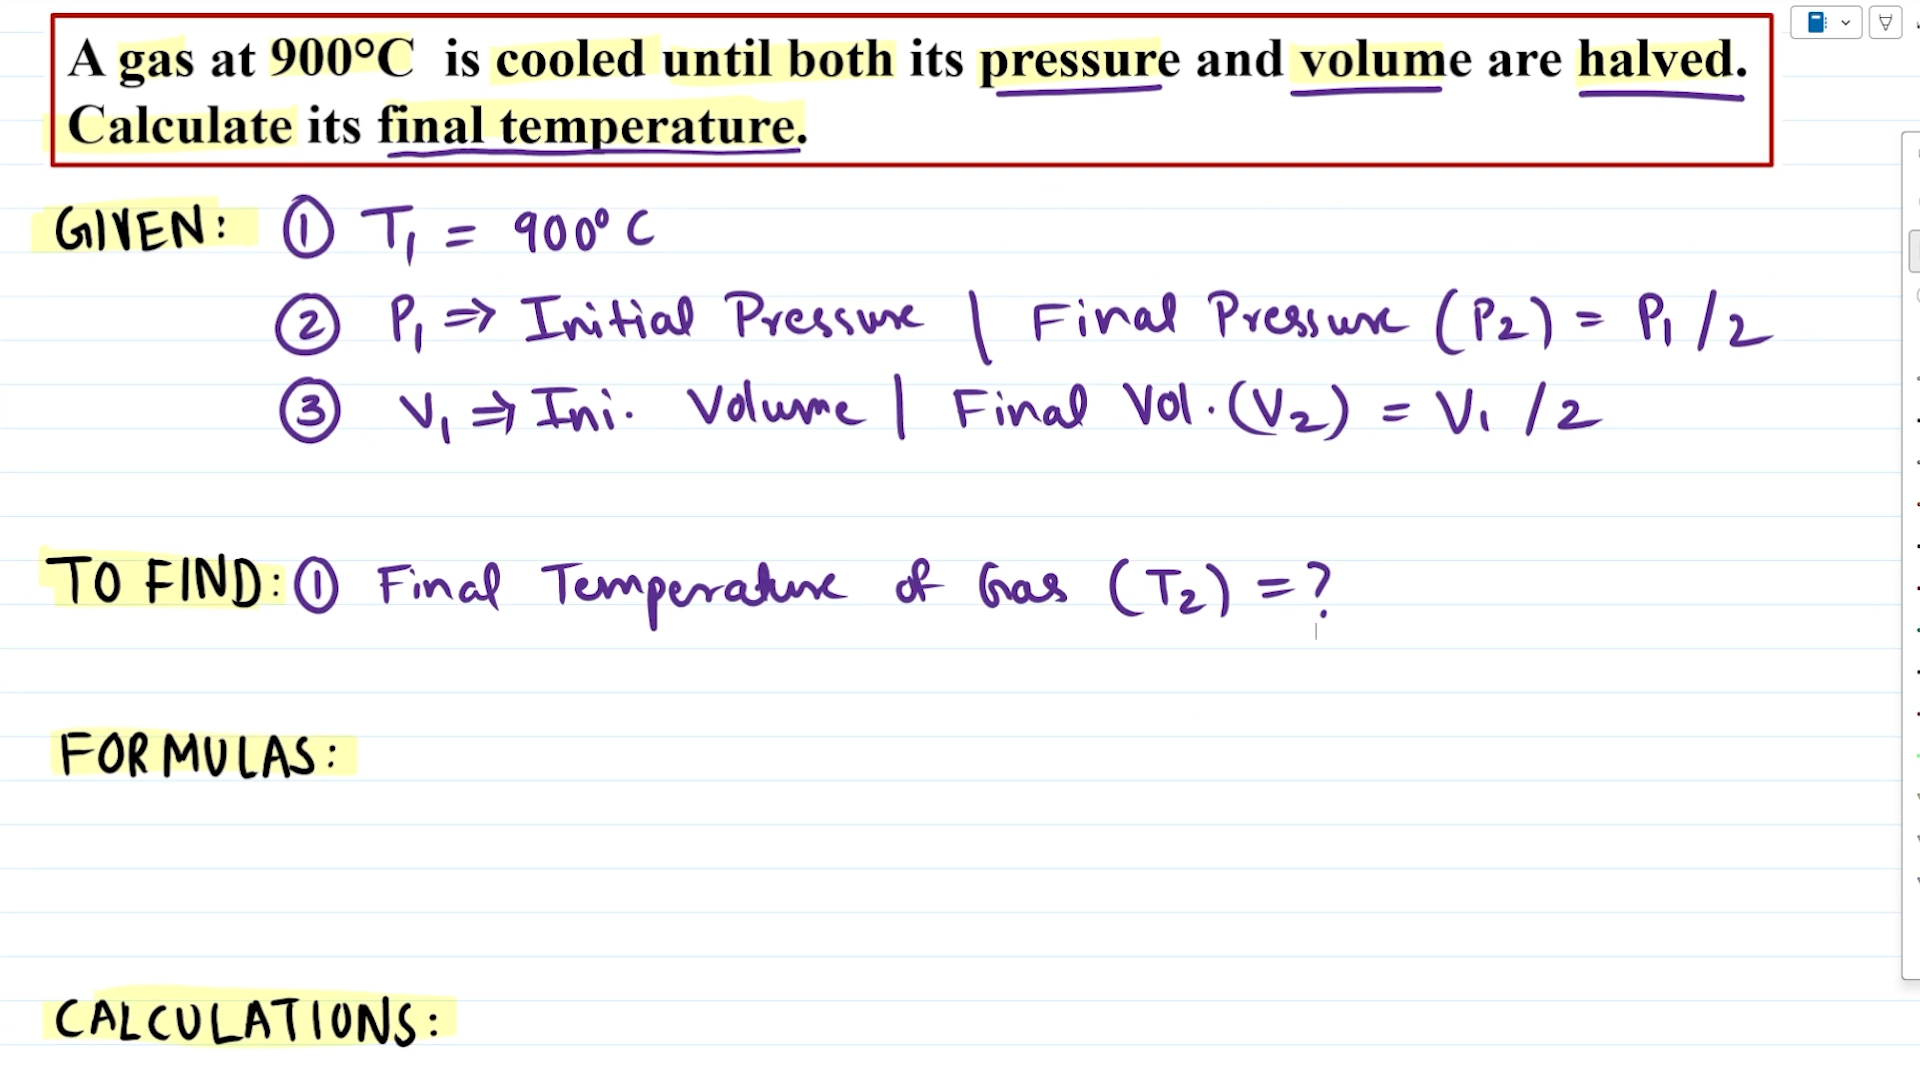 A gas at 900°C is cooled until both its pressure and volume are halved.
Calculate its final temperature.
GIVEN: ① T₁ = 900°C
② P₁ ⇒ Initial Pressure | Final Pressure (P₂) = P₁/2
③ V₁ ⇒ Ini. Volume | Final Vol. (V₂) = V₁/2
TO FIND: ① Final Temperature of Gas (T₂) = ?
FORMULAS:
CALCULATIONS: